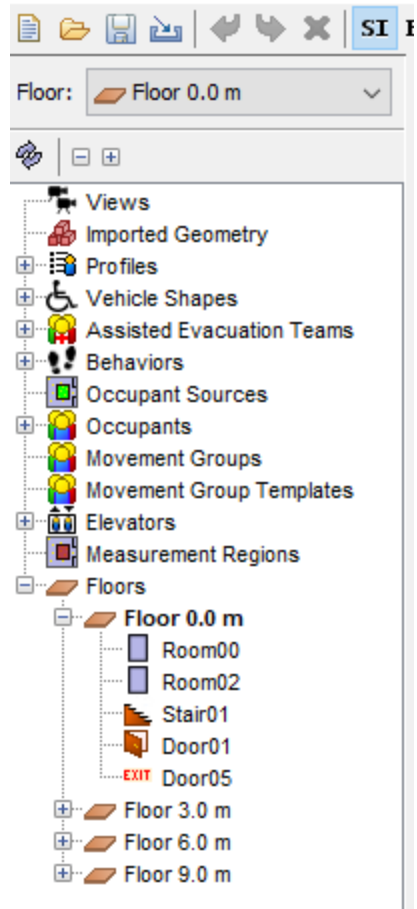 SI
Floor: Floor 0.0 m
Views
Imported Geometry
Profiles
Vehicle Shapes
Assisted Evacuation Teams
Behaviors
Occupant Sources
Occupants
Movement Groups
Movement Group Templates
Elevators
Measurement Regions
Floors
Floor 0.0 m
Room00
Room02
Stair01
Door01
EXIT Door05
Floor 3.0 m
Floor 6.0 m
Floor 9.0 m